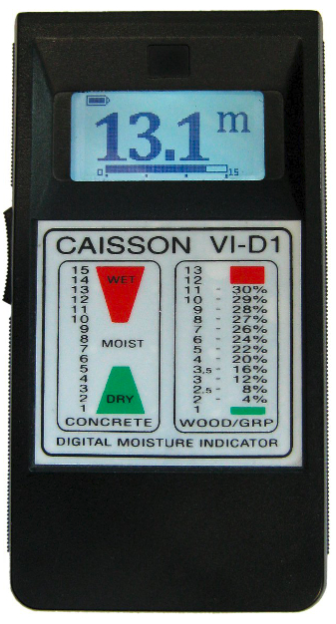 13.1 m
0 15
CAISSON VI-D1
15
14
13
12
11
10
9
8
7
6
5
4
3
2
1
WET
MOIST
DRY
CONCRETE
13
12
11 - 30%
10 - 29%
9 - 28%
8 - 27%
7 - 26%
6 - 24%
5 - 22%
4 - 20%
3,5 - 16%
3 - 12%
2,5 - 8%
2 - 4%
1
WOOD/GRP
DIGITAL MOISTURE INDICATOR